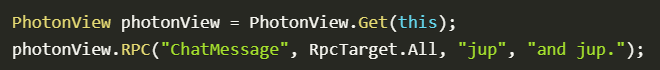 PhotonView photonView = PhotonView.Get(this);
photonView.RPC("ChatMessage", RpcTarget.All, "jup", "and jup.");